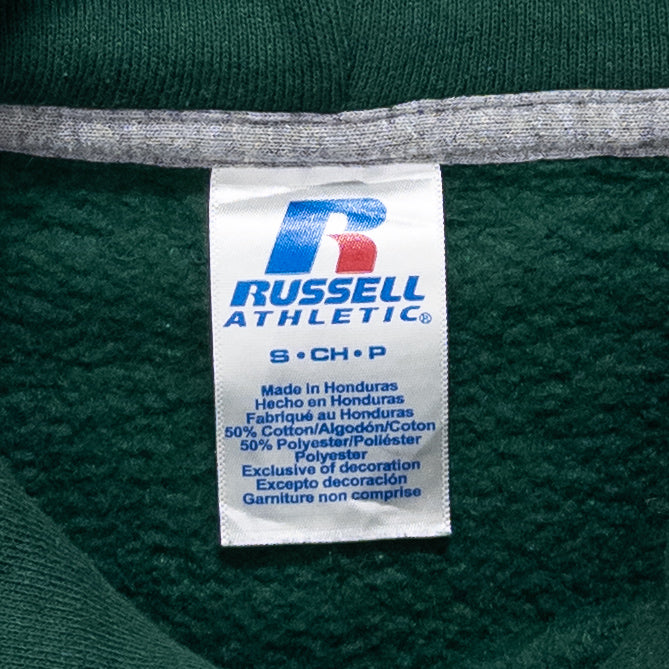 R
RUSSELL
ATHLETIC®
S • CH • P
Made in Honduras
Hecho en Honduras
Fabriqué au Honduras
50% Cotton/Algodón/Coton
50% Polyester/Poliéster
Polyester
Exclusive of decoration
Excepto decoración
Garniture non comprise